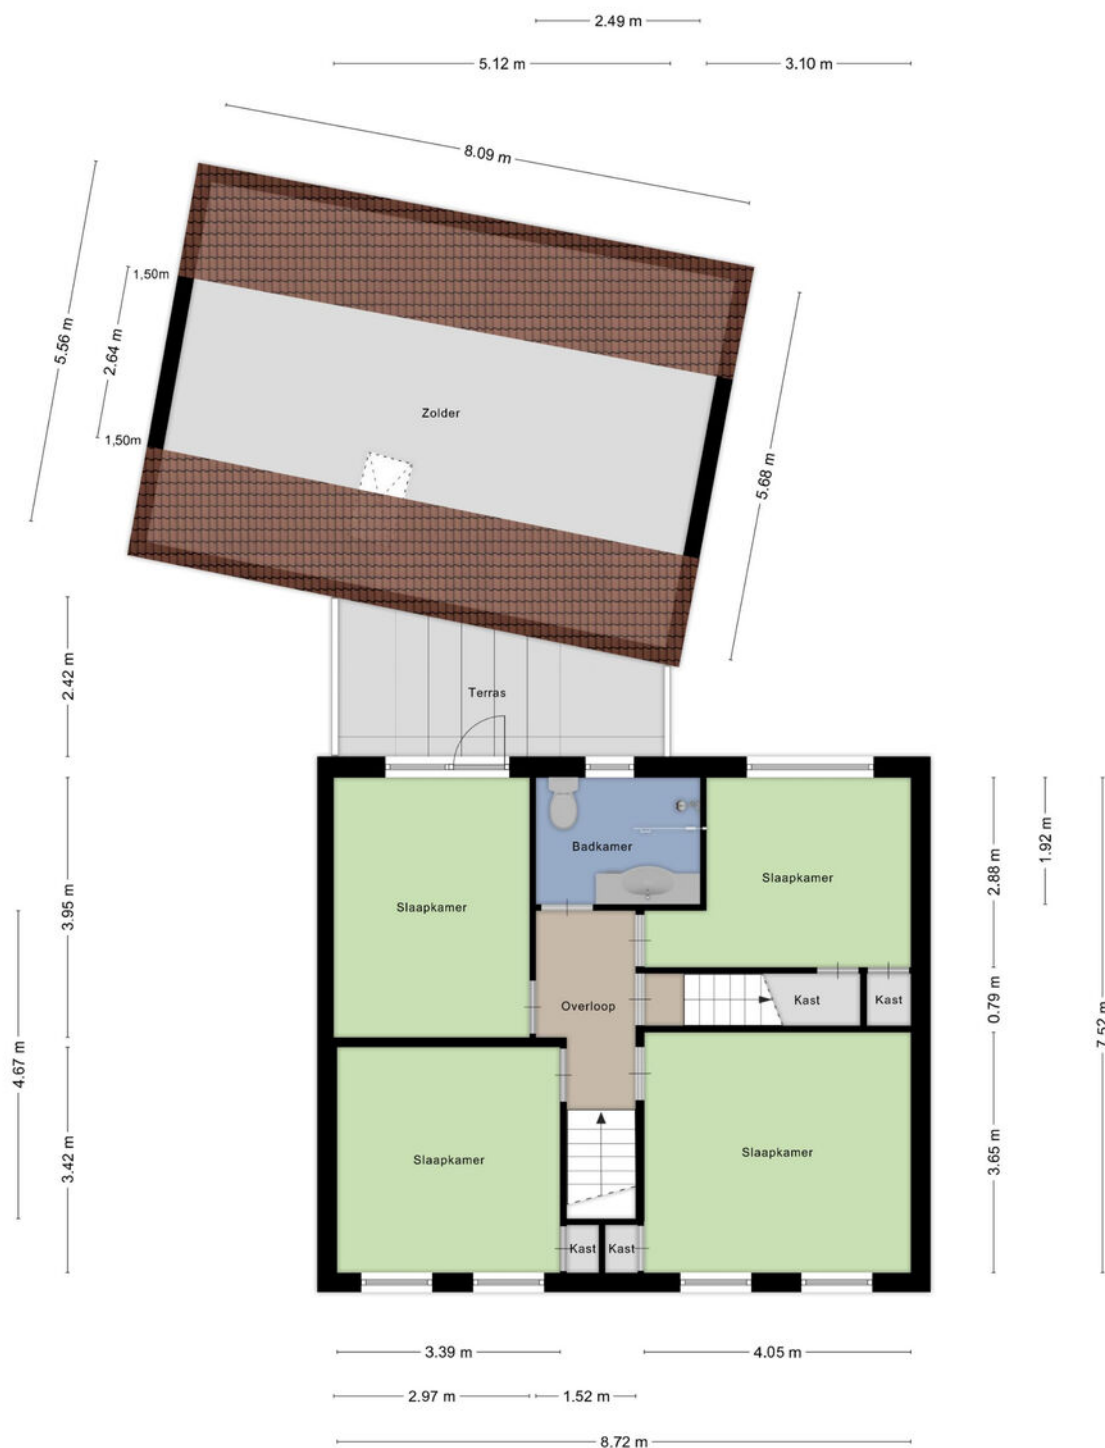 2.49 m
5.12 m
3.10 m
8.09 m
5.56 m
2.64 m
1,50m
1,50m
Zolder
5.68 m
2.42 m
Terras
Badkamer
Slaapkamer
Slaapkamer
3.95 m
2.88 m
1.92 m
Overloop
Kast
Kast
0.79 m
7.52 m
4.67 m
3.42 m
Slaapkamer
Slaapkamer
3.65 m
Kast
Kast
3.39 m
4.05 m
2.97 m
1.52 m
8.72 m